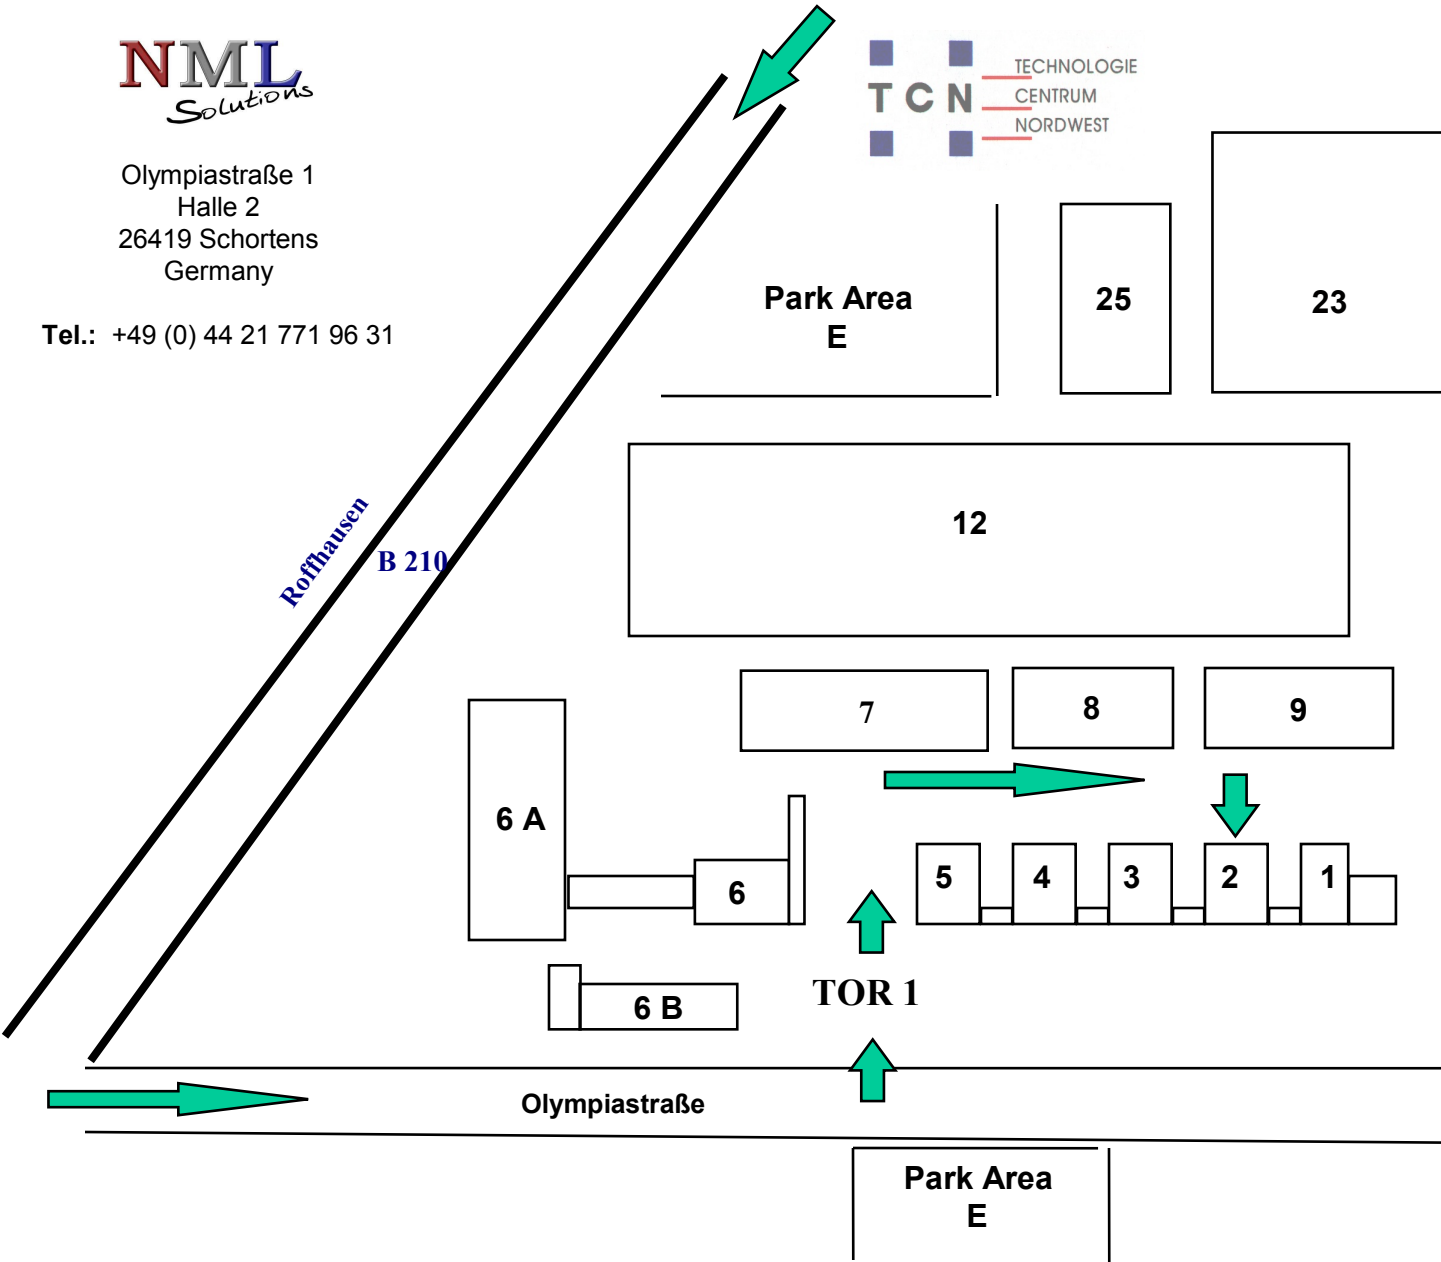 NML
Solutions
Olympiastraße 1
Halle 2
26419 Schortens
Germany
Tel.: +49 (0) 44 21 771 96 31
TCN
TECHNOLOGIE
CENTRUM
NORDWEST
Park Area
E
25
23
12
Roffhausen
B 210
7
8
9
6 A
6
5
4
3
2
1
6 B
TOR 1
Olympiastraße
Park Area
E